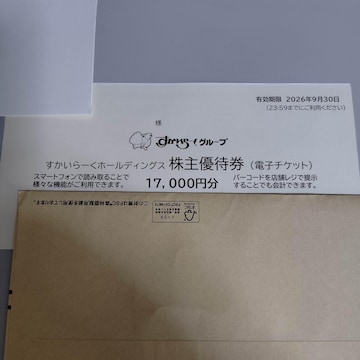 有効期限 2026年9月30日
(23:59までにご利用ください)
様
すかいらーくグループ
すかいらーくホールディングス 株主優待券 (電子チケット)
スマートフォンで読み取ることで
様々な機能がご利用できます。
17,000円分
バーコードを店舗レジで提示
することでも会計できます。